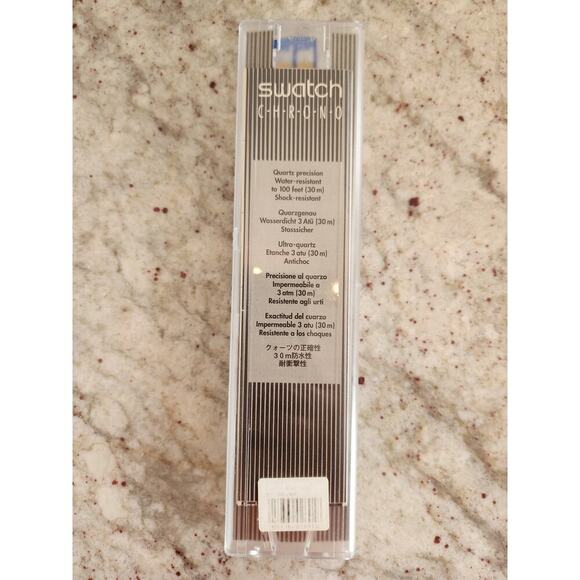 swatch
C·H·R·O·N·O
Quartz precision
Water-resistant
to 100 feet (30 m)
Shock-resistant
Quarzgenau
Wasserdicht 3 Atü (30 m)
Stosssicher
Ultra-quartz
Etanche 3 atu (30 m)
Antichoc
Precisione al quarzo
Impermeabile a
3 atm (30 m)
Resistente agli urti
Exactitud del cuarzo
Impermeable 3 atu (30 m)
Resistente a los choques
クォーツの正確性
30m防水性
耐衝撃性